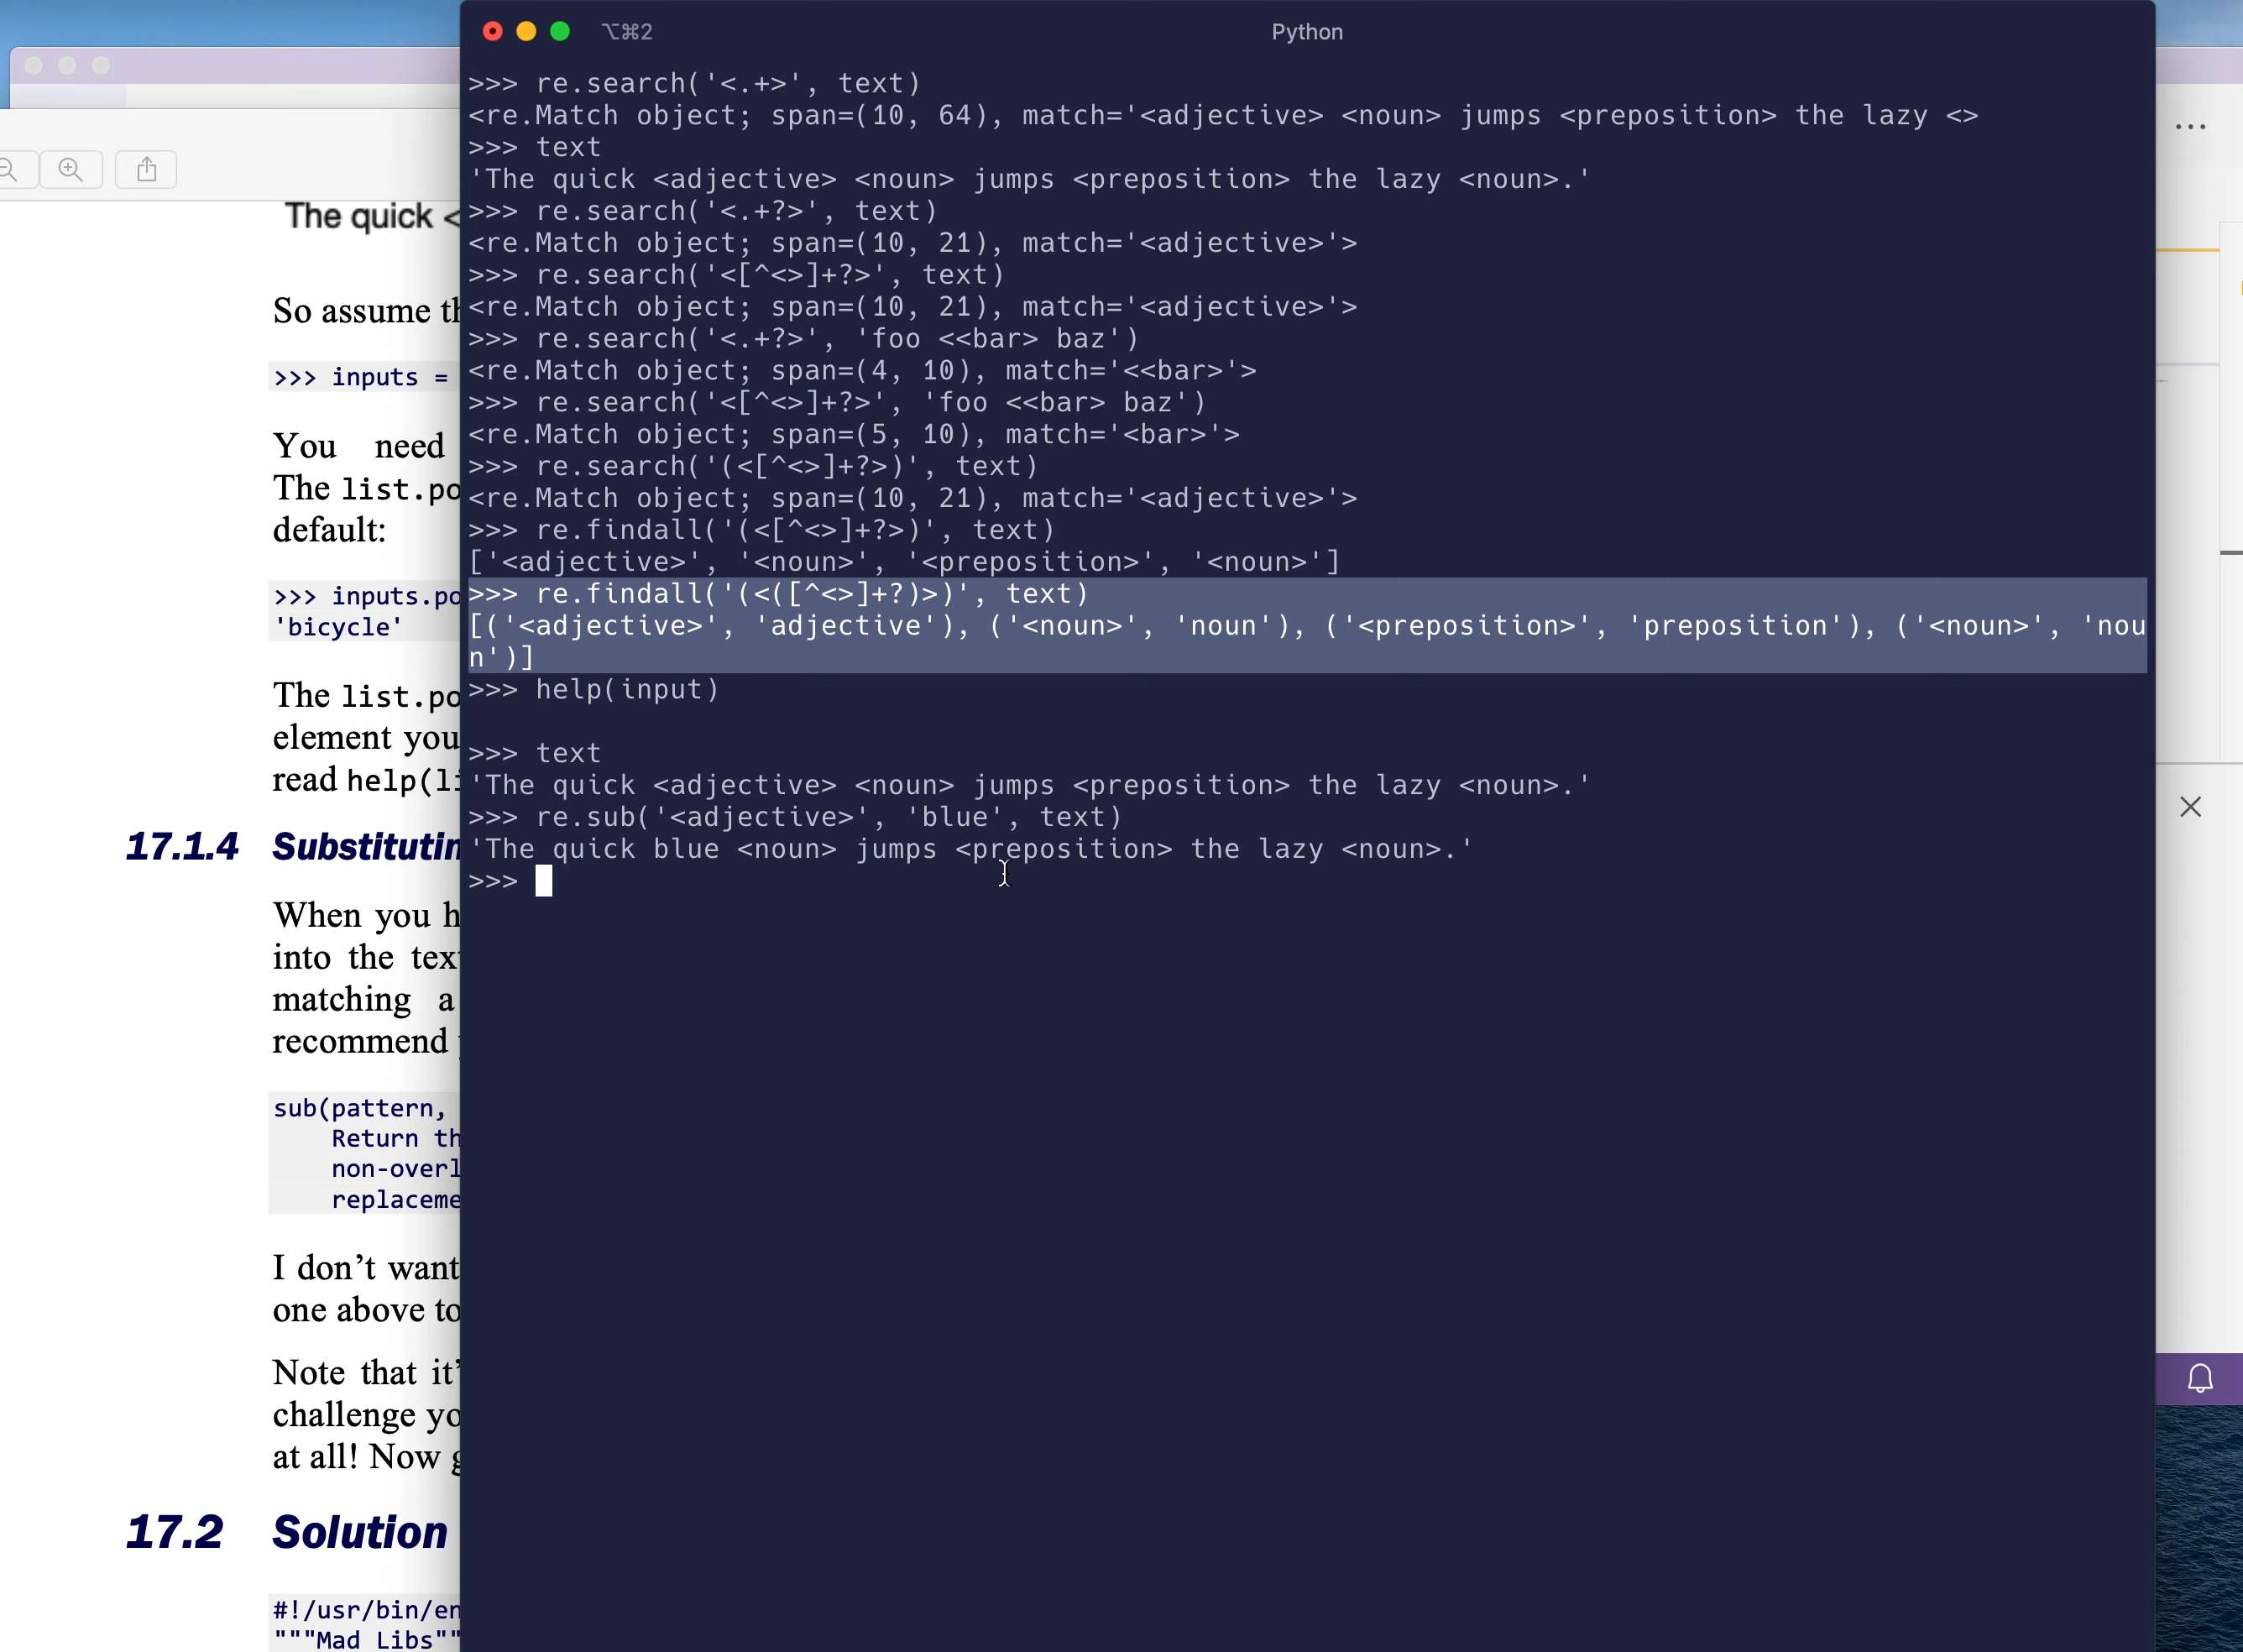 ⌥⌘2
Python
>>> re.search('<.+>', text)
<re.Match object; span=(10, 64), match='<adjective> <noun> jumps <preposition> the lazy <>
>>> text
'The quick <adjective> <noun> jumps <preposition> the lazy <noun>.'
>>> re.search('<.+?>', text)
<re.Match object; span=(10, 21), match='<adjective>'>
>>> re.search('<[^<>]+?>', text)
<re.Match object; span=(10, 21), match='<adjective>'>
>>> re.search('<.+?>', 'foo <<bar> baz')
<re.Match object; span=(4, 10), match='<<bar>'>
>>> re.search('<[^<>]+?>', 'foo <<bar> baz')
<re.Match object; span=(5, 10), match='<bar>'>
>>> re.search('(<[^<>]+?>)', text)
<re.Match object; span=(10, 21), match='<adjective>'>
>>> re.findall('(<[^<>]+?>)', text)
['<adjective>', '<noun>', '<preposition>', '<noun>']
>>> re.findall('(<([^<>]+?)>)', text)
[('<adjective>', 'adjective'), ('<noun>', 'noun'), ('<preposition>', 'preposition'), ('<noun>', 'nou
n')]
>>> help(input)
>>> text
'The quick <adjective> <noun> jumps <preposition> the lazy <noun>.'
>>> re.sub('<adjective>', 'blue', text)
'The quick blue <noun> jumps <preposition> the lazy <noun>.'
>>>
The quick <
So assume th
>>> inputs =
You need
The list.po
default:
>>> inputs.po
'bicycle'
The list.po
element you
read help(li
17.1.4 Substitutin
When you h
into the tex
matching a
recommend
sub(pattern,
Return th
non-overl
replaceme
I don't want
one above to
Note that it'
challenge yo
at all! Now g
17.2 Solution
#!/usr/bin/en
"""Mad Libs""